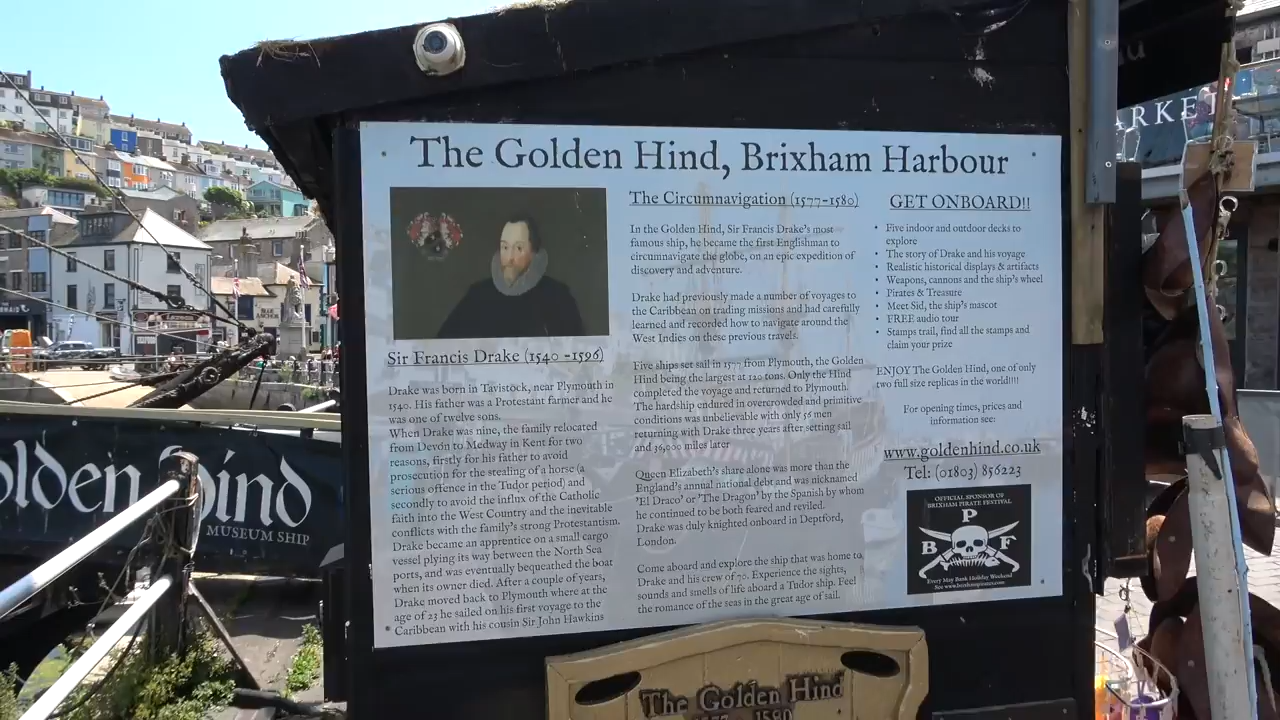 The Golden Hind, Brixham Harbour
Sir Francis Drake (1540 -1596)
Drake was born in Tavistock, near Plymouth in
1540. His father was a Protestant farmer and he
was one of twelve sons.
When Drake was nine, the family relocated
from Devon to Medway in Kent for two
reasons, firstly for his father to avoid
prosecution for the stealing of a horse (a
serious offence in the Tudor period) and
secondly to avoid the influx of the Catholic
faith into the West Country and the inevitable
conflicts with the family's strong Protestantism.
Drake became an apprentice on a small cargo
vessel plying its way between the North Sea
ports, and was eventually bequeathed the boat
when its owner died. After a couple of years,
Drake moved back to Plymouth where at the
age of 23 he sailed on his first voyage to the
Caribbean with his cousin Sir John Hawkins
The Circumnavigation (1577-1580)
In the Golden Hind, Sir Francis Drake's most
famous ship, he became the first Englishman to
circumnavigate the globe, on an epic expedition of
discovery and adventure.
Drake had previously made a number of voyages to
the Caribbean on trading missions and had carefully
learned and recorded how to navigate around the
West Indies on these previous travels.
Five ships set sail in 1577 from Plymouth, the Golden
Hind being the largest at 120 tons. Only the Hind
completed the voyage and returned to Plymouth.
The hardship endured in overcrowded and primitive
conditions was unbelievable with only 56 men
returning with Drake three years after setting sail
and 36,000 miles later
Queen Elizabeth's share alone was more than the
England's annual national debt and was nicknamed
'El Draco' or 'The Dragon' by the Spanish by whom
he continued to be both feared and reviled.
Drake was duly knighted onboard in Deptford,
London.
Come aboard and explore the ship that was home to
Drake and his crew of 70. Experience the sights,
sounds and smells of life aboard a Tudor ship. Feel
the romance of the seas in the great age of sail.
GET ONBOARD!!
• Five indoor and outdoor decks to
explore
• The story of Drake and his voyage
• Realistic historical displays & artifacts
• Weapons, cannons and the ship's wheel
• Pirates & Treasure
• Meet Sid, the ship's mascot
• FREE audio tour
• Stamps trail, find all the stamps and
claim your prize
ENJOY The Golden Hind, one of only
two full size replicas in the world!!!!
For opening times, prices and
information see:
www.goldenhind.co.uk
Tel: (01803) 856223
OFFICIAL SPONSOR OF
BRIXHAM PIRATE FESTIVAL
P
B F
Every May Bank Holiday Weekend
See www.brixhampirates.com
olden Hind
MUSEUM SHIP
The Golden Hind
1577 - 1580
ARKET